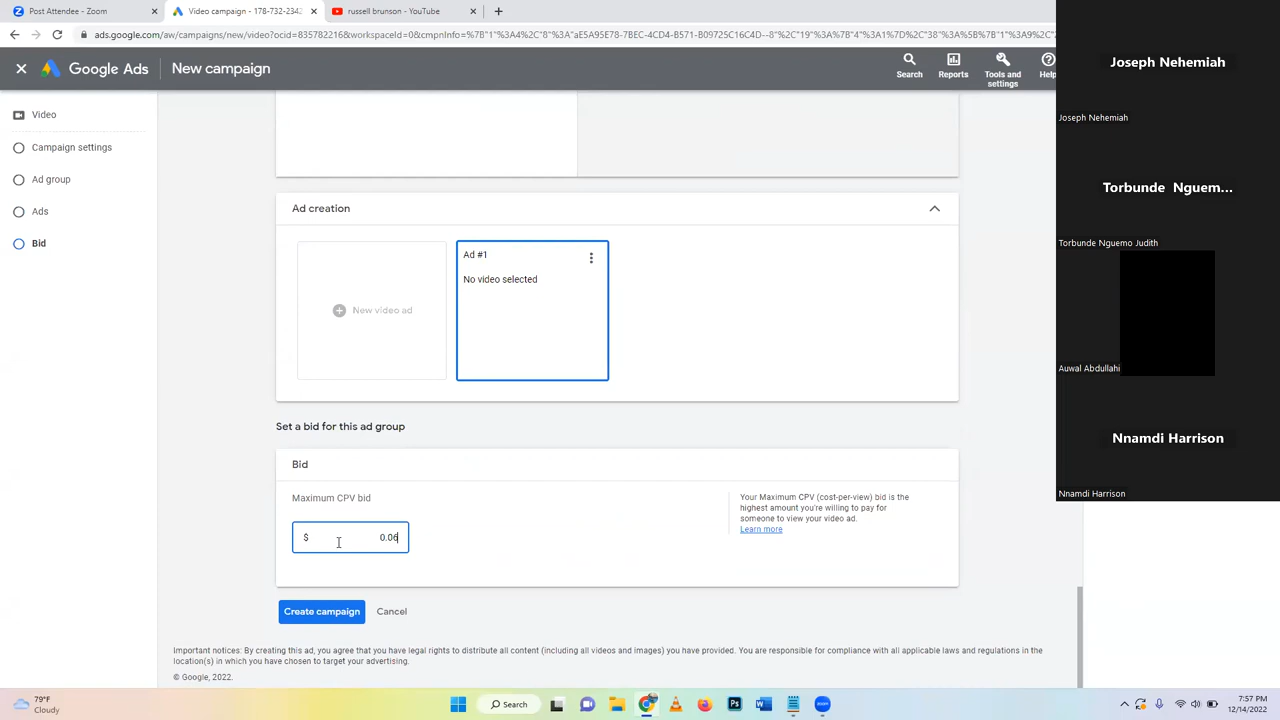 Post Attendee - Zoom
Video campaign - 178-732-2343
russell brunson - YouTube
ads.google.com/aw/campaigns/new/video?ocid=835782216&workspaceId=0&cmpnInfo=%7B"1"%3A4%2C"8"%3A"aE5A95E78-7BEC-4CD4-B571-B09725C16C4D--8"%2C"19"%3A%7B"4"%3A1%7D%2C"38"%3A%5B%7B"1"%3A9%2C"
Google Ads
New campaign
Search
Reports
Tools and
settings
Help
Video
Campaign settings
Ad group
Ads
Bid
Ad creation
New video ad
Ad #1
No video selected
Set a bid for this ad group
Bid
Maximum CPV bid
$ 0.06
Your Maximum CPV (cost-per-view) bid is the
highest amount you're willing to pay for
someone to view your video ad.
Learn more
Create campaign
Cancel
Important notices: By creating this ad, you agree that you have legal rights to distribute all content (including all videos and images) you have provided. You are responsible for compliance with all applicable laws and regulations in the
location(s) in which you have chosen to target your advertising.
© Google, 2022.
Joseph Nehemiah
Joseph Nehemiah
Torbunde Nguem...
Torbunde Nguemo Judith
Auwal Abdullahi
Nnamdi Harrison
Nnamdi Harrison
79°F
Cloudy
Search
7:57 PM
12/14/2022